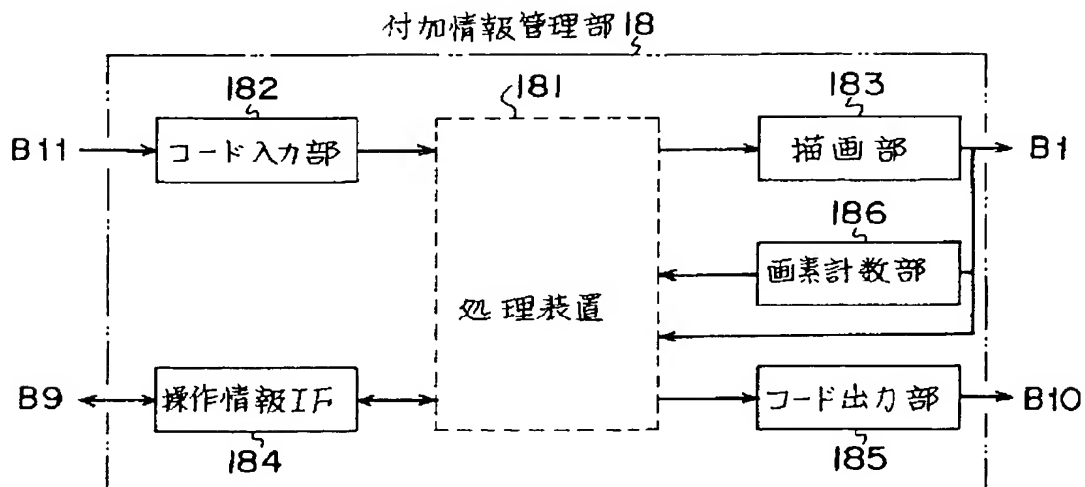 付加情報管理部18
182
181
183
B11
コード入力部
描画部
B1
186
画素計数部
処理装置
B9
操作情報IF
コード出力部
B10
184
185